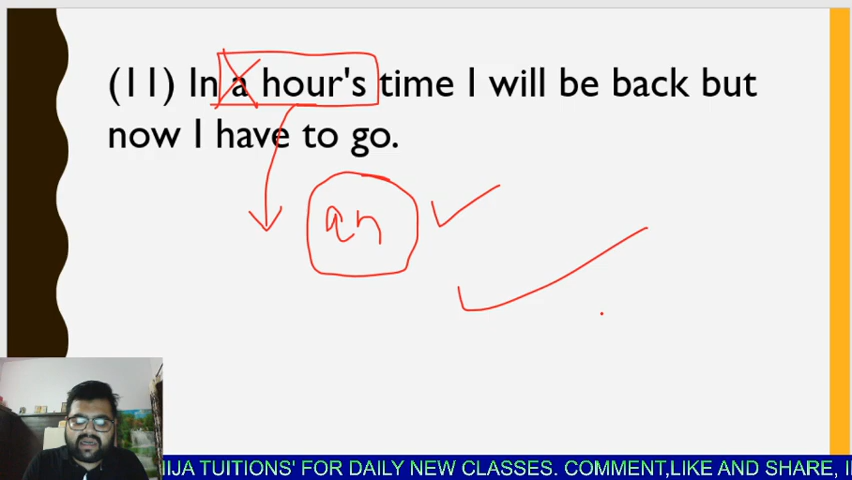 (11) In a hour's time I will be back but
now I have to go.
an
NIJA TUITIONS' FOR DAILY NEW CLASSES. COMMENT,LIKE AND SHARE, I